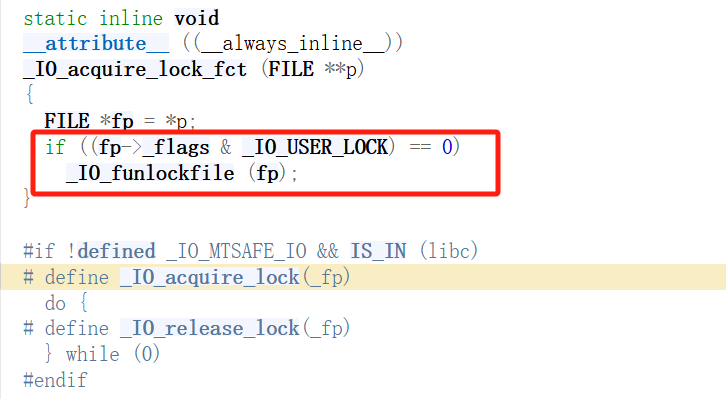 static inline void
__attribute__ ((__always_inline__))
_IO_acquire_lock_fct (FILE **p)
{
  FILE *fp = *p;
  if ((fp->_flags & _IO_USER_LOCK) == 0)
    _IO_funlockfile (fp);
}
#if !defined _IO_MTSAFE_IO && IS_IN (libc)
# define _IO_acquire_lock(_fp)
  do {
# define _IO_release_lock(_fp)
  } while (0)
#endif